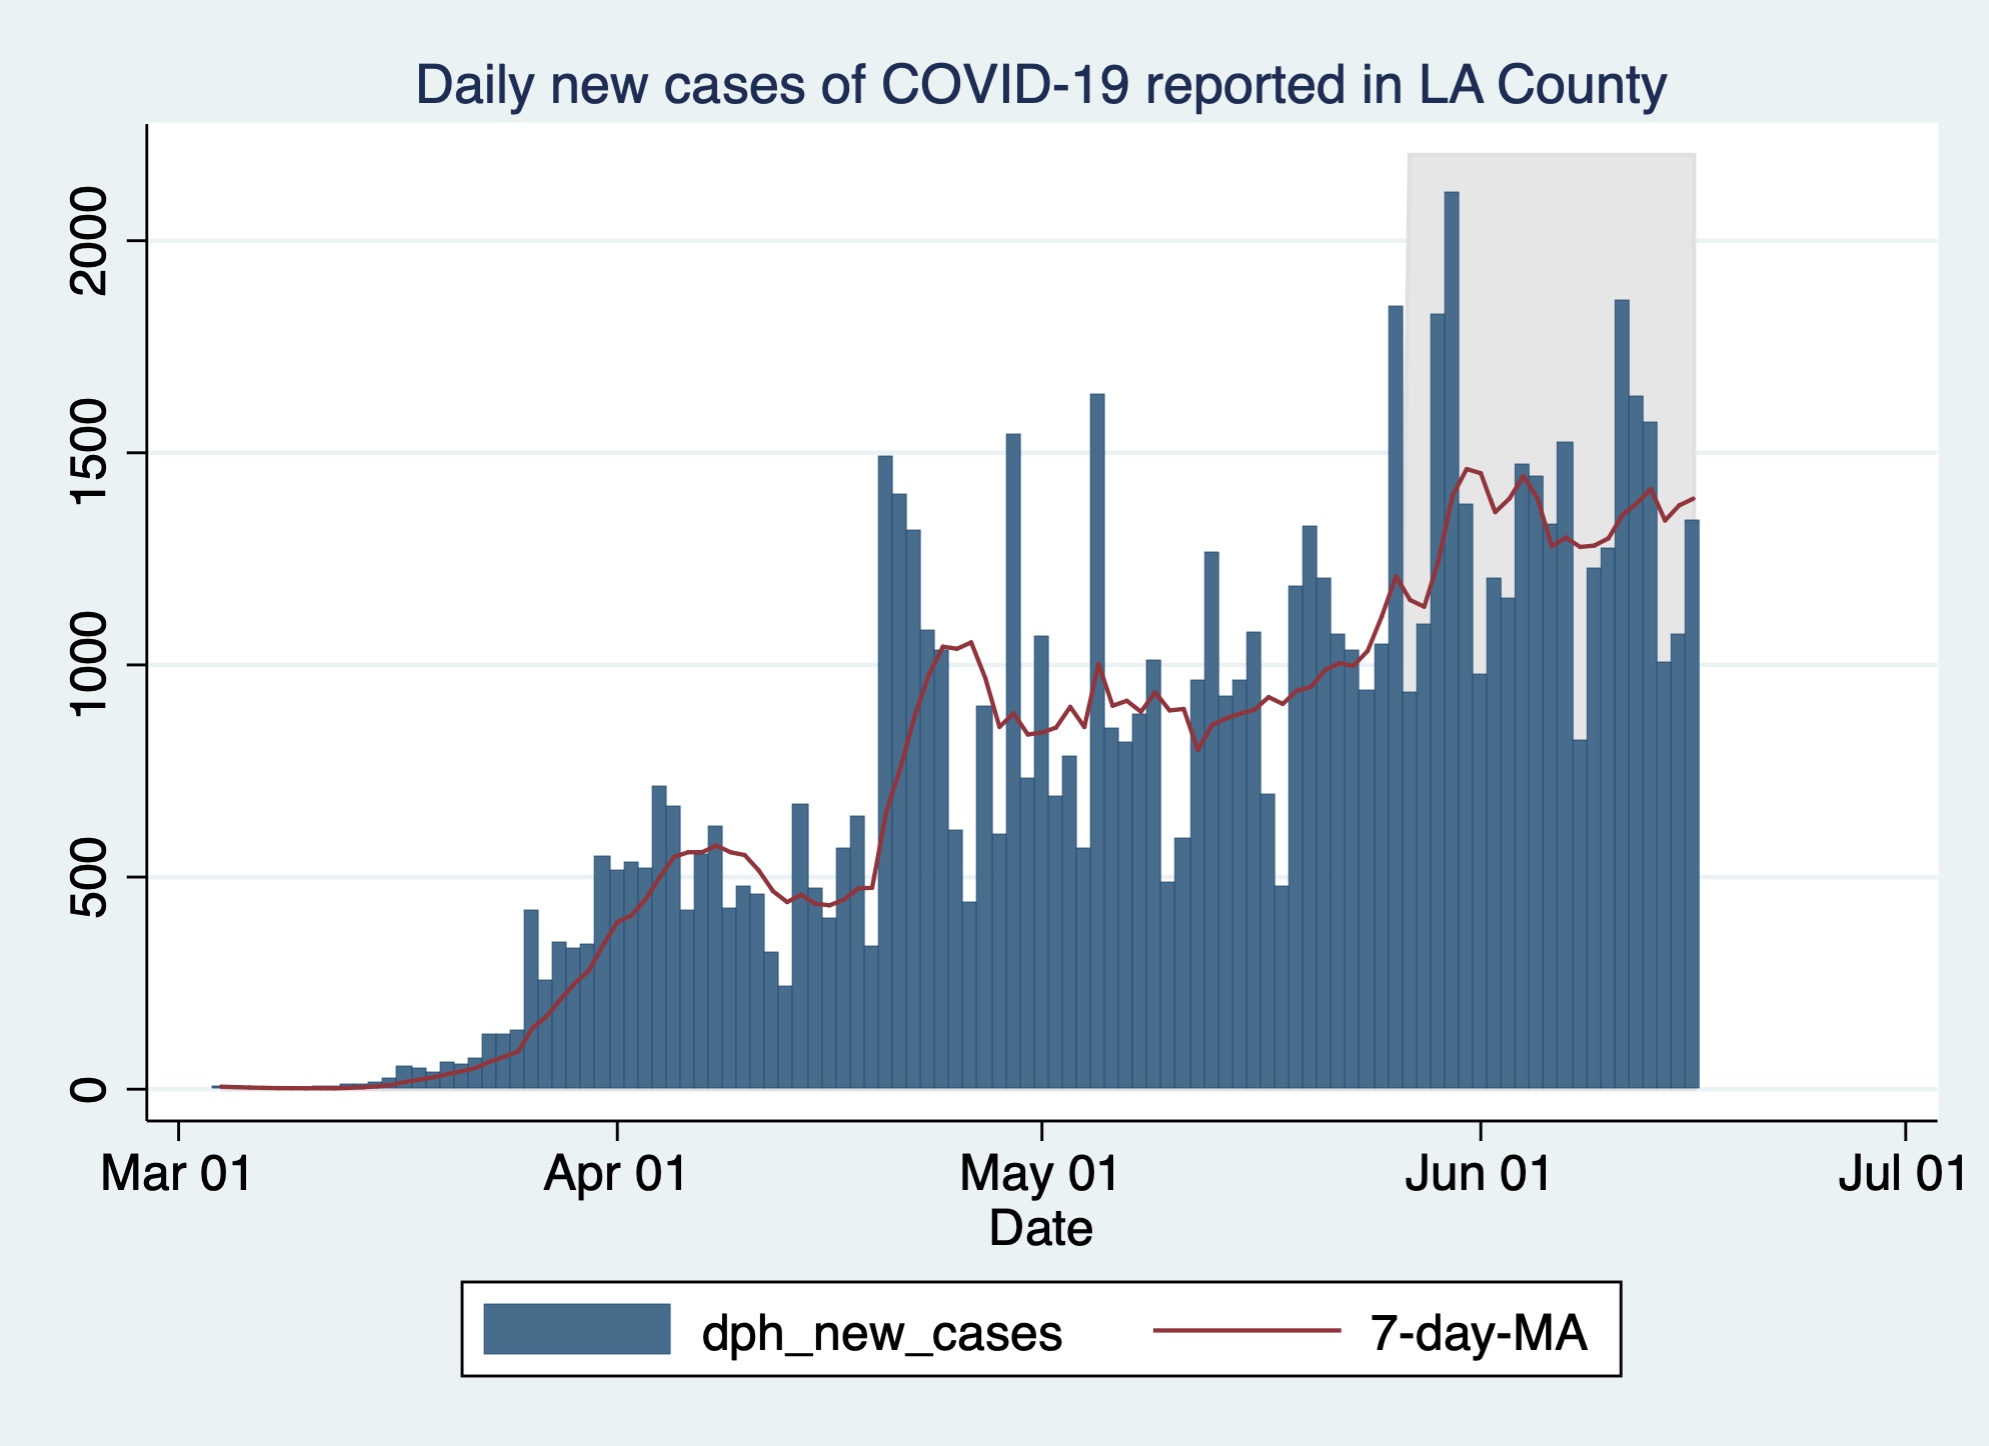 Daily new cases of COVID-19 reported in LA County
2000
1500
1000
500
0
Mar 01 Apr 01 May 01 Jun 01 Jul 01
Date
dph_new_cases 7-day-MA